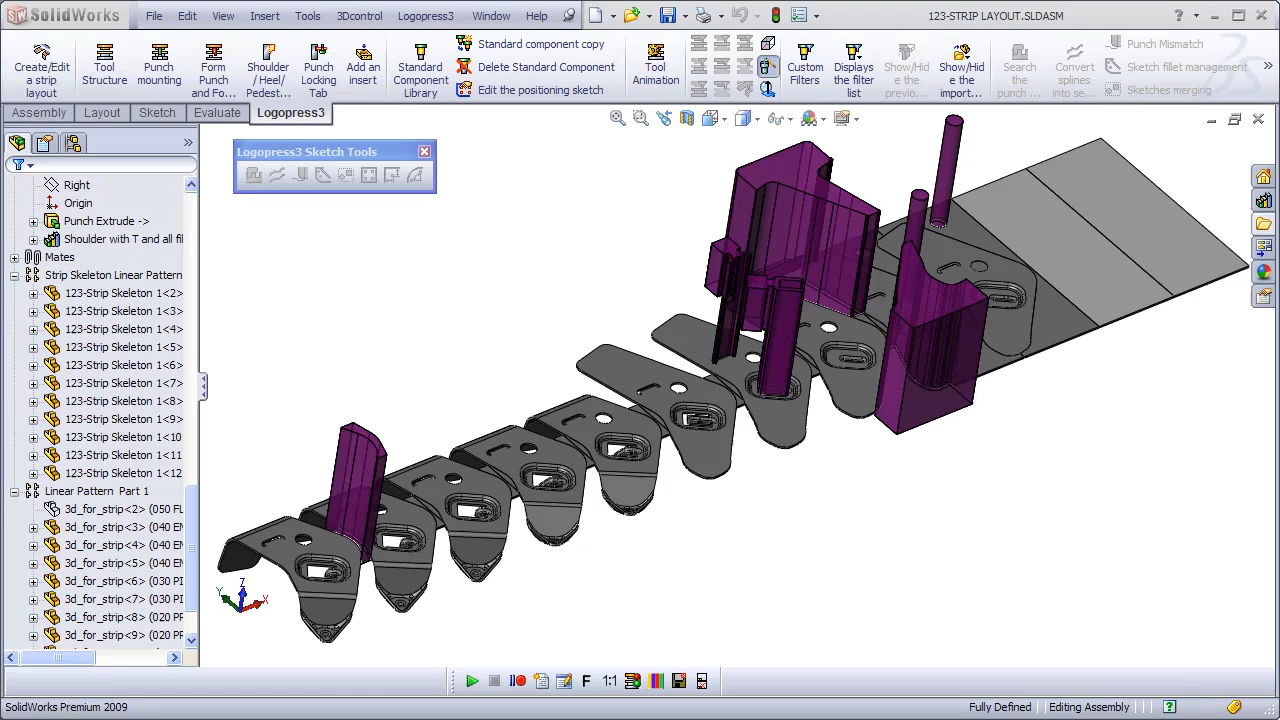 SolidWorks File Edit View Insert Tools 3Dcontrol Logopress3 Window Help 123-STRIP LAYOUT.SLDASM ?
Create/Edit a strip layout
Tool Structure
Punch mounting
Form Punch and Fo...
Shoulder / Heel / Pedest...
Punch Locking Tab
Add an insert
Standard Component Library
Standard component copy
Delete Standard Component
Edit the positioning sketch
Tool Animation
Custom Filters
Displays the filter list
Show/Hide the previo...
Show/Hide the import...
Search the punch ...
Convert splines into se...
Punch Mismatch
Sketch fillet management
Sketches merging
Assembly Layout Sketch Evaluate Logopress3
Logopress3 Sketch Tools
Right
Origin
Punch Extrude ->
Shoulder with T and all fil
Mates
Strip Skeleton Linear Pattern
123-Strip Skeleton 1<2>
123-Strip Skeleton 1<3>
123-Strip Skeleton 1<4>
123-Strip Skeleton 1<5>
123-Strip Skeleton 1<6>
123-Strip Skeleton 1<7>
123-Strip Skeleton 1<8>
123-Strip Skeleton 1<9>
123-Strip Skeleton 1<10
123-Strip Skeleton 1<11
123-Strip Skeleton 1<12
Linear Pattern Part 1
3d_for_strip<2> (050 FL
3d_for_strip<3> (040 EN
3d_for_strip<4> (040 EN
3d_for_strip<5> (040 EN
3d_for_strip<6> (030 PI
3d_for_strip<7> (030 PI
3d_for_strip<8> (020 PR
3d_for_strip<9> (020 PR
Z
Y
X
F 1:1
SolidWorks Premium 2009 Fully Defined Editing Assembly ?